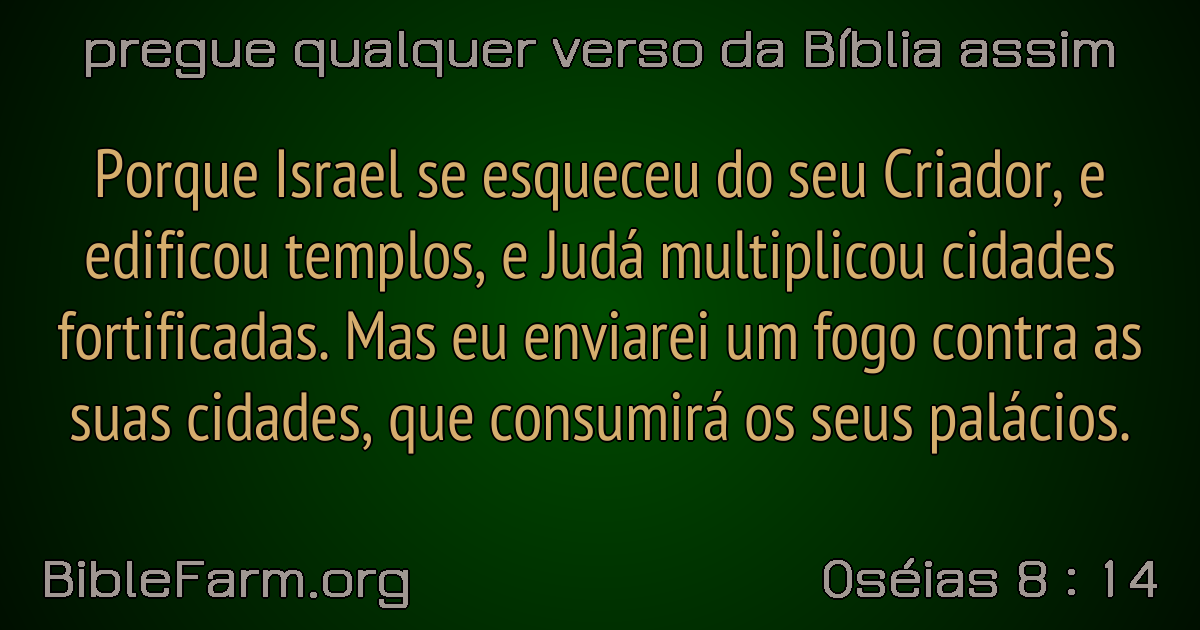 pregue qualquer verso da Bíblia assim
Porque Israel se esqueceu do seu Criador, e
edificou templos, e Judá multiplicou cidades
fortificadas. Mas eu enviarei um fogo contra as
suas cidades, que consumirá os seus palácios.
BibleFarm.org
Oséias 8 : 14